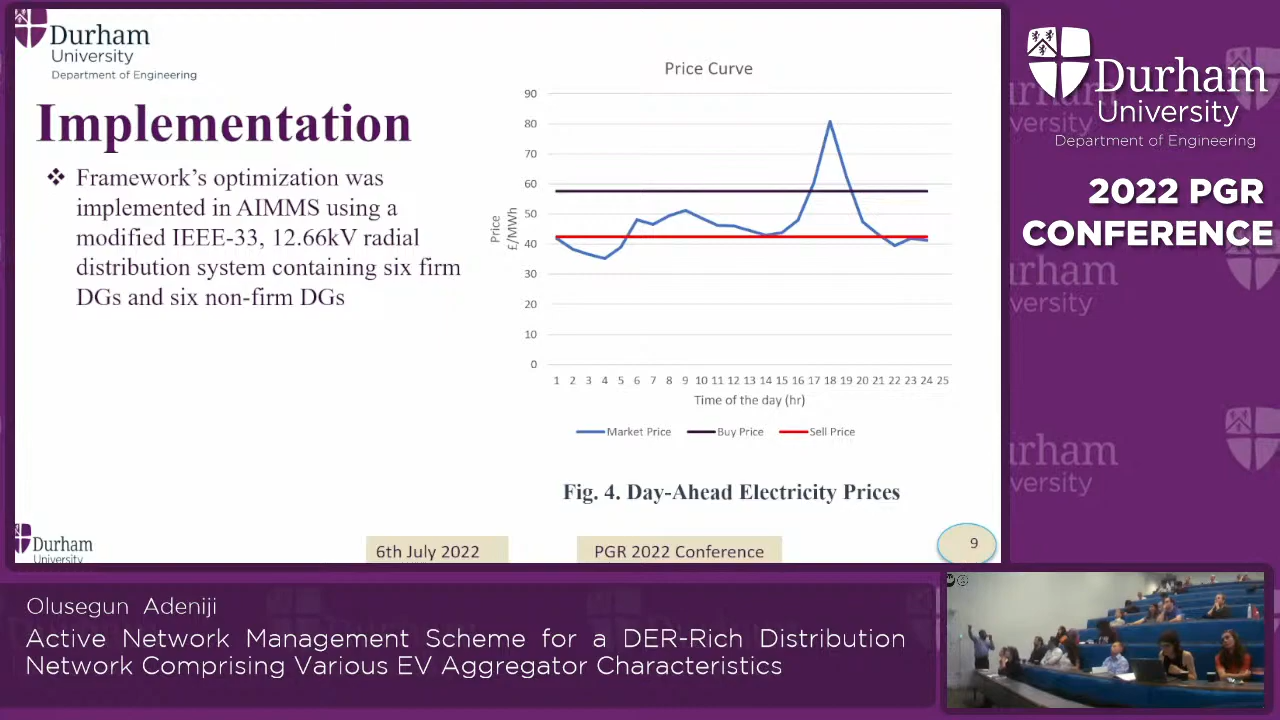 Durham
University
Department of Engineering
Implementation
❖ Framework's optimization was
implemented in AIMMS using a
modified IEEE-33, 12.66kV radial
distribution system containing six firm
DGs and six non-firm DGs
Price Curve
90
80
70
60
50
40
30
20
10
0
Price
£/MWh
1 2 3 4 5 6 7 8 9 10 11 12 13 14 15 16 17 18 19 20 21 22 23 24 25
Time of the day (hr)
Market Price Buy Price Sell Price
Fig. 4. Day-Ahead Electricity Prices
Durham
University
6th July 2022
PGR 2022 Conference
9
Durham
University
Department of Engineering
2022 PGR
CONFERENCE
Olusegun Adeniji
Active Network Management Scheme for a DER-Rich Distribution
Network Comprising Various EV Aggregator Characteristics